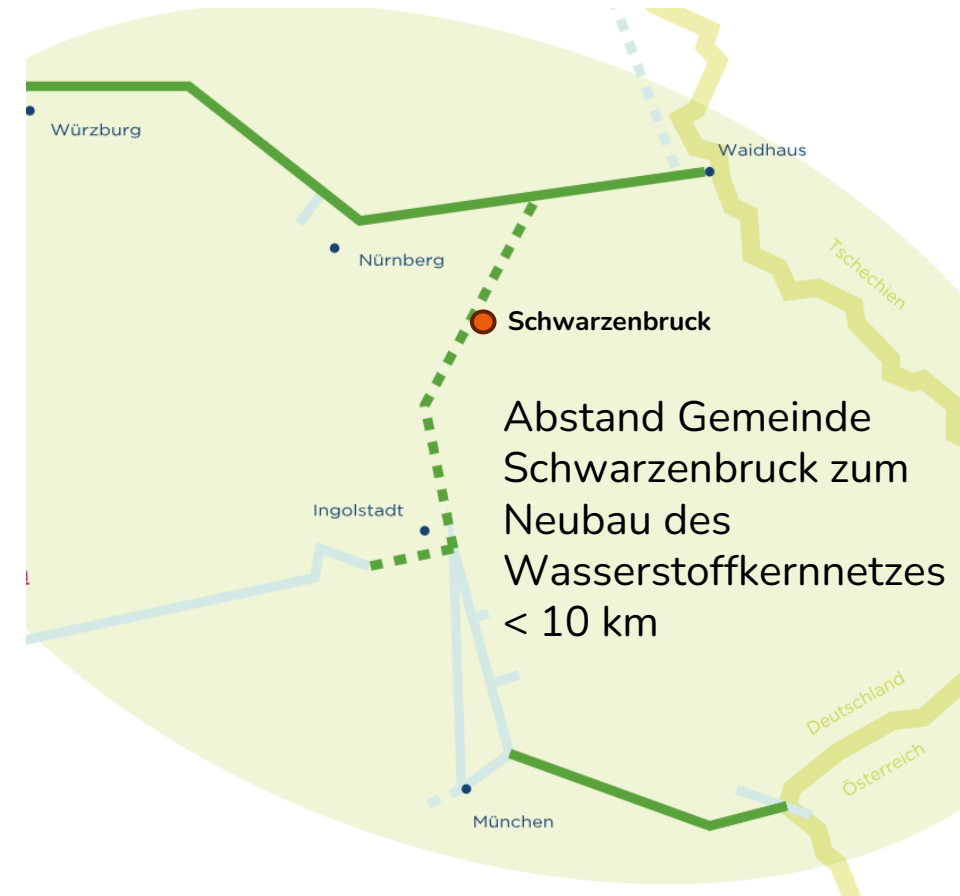 Würzburg
Waidhaus
Nürnberg
Tschechien
Schwarzenbruck
Abstand Gemeinde
Schwarzenbruck zum
Neubau des
Wasserstoffkernnetzes
< 10 km
Ingolstadt
Deutschland
Österreich
München